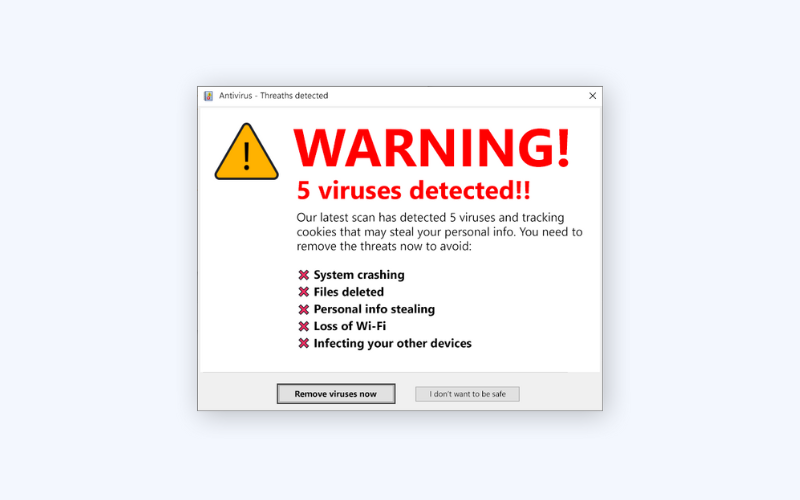 Antivirus - Threaths detected
WARNING!
5 viruses detected!!
Our latest scan has detected 5 viruses and tracking
cookies that may steal your personal info. You need to
remove the threats now to avoid:
System crashing
Files deleted
Personal info stealing
Loss of Wi-Fi
Infecting your other devices
Remove viruses now
I don't want to be safe